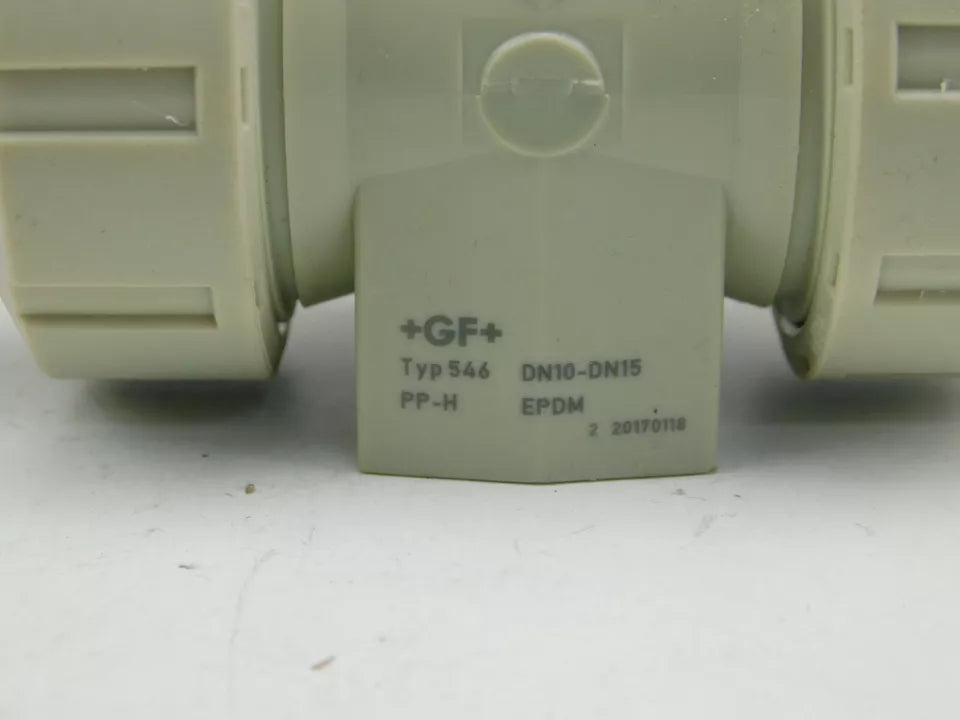 +GF+
Typ 546 DN10-DN15
PP-H EPDM
2 20170118